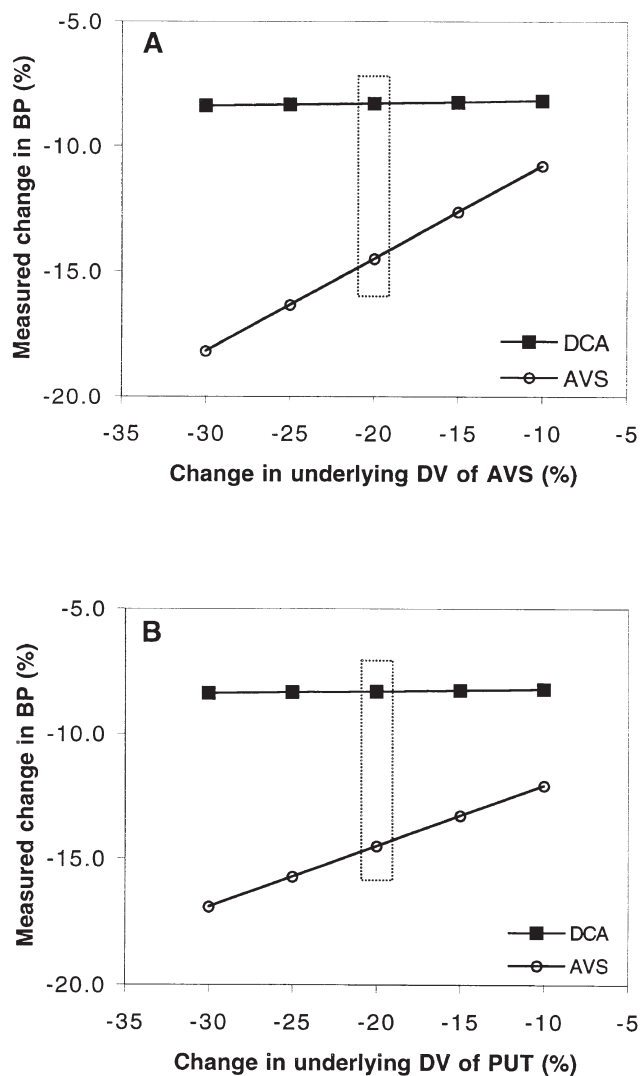 A
-5.0
-10.0
-15.0
-20.0
Measured change in BP (%)
DCA
AVS
-35 -30 -25 -20 -15 -10 -5
Change in underlying DV of AVS (%)
B
-5.0
-10.0
-15.0
-20.0
Measured change in BP (%)
DCA
AVS
-35 -30 -25 -20 -15 -10 -5
Change in underlying DV of PUT (%)